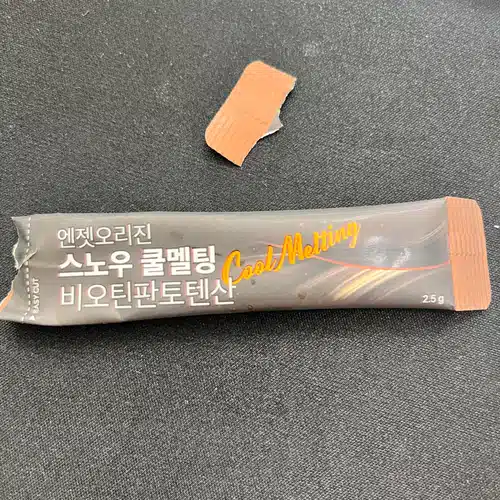 엔젯오리진
스노우 쿨멜팅
Cool Melting
비오틴판토텐산
2.5 g
EASY CUT